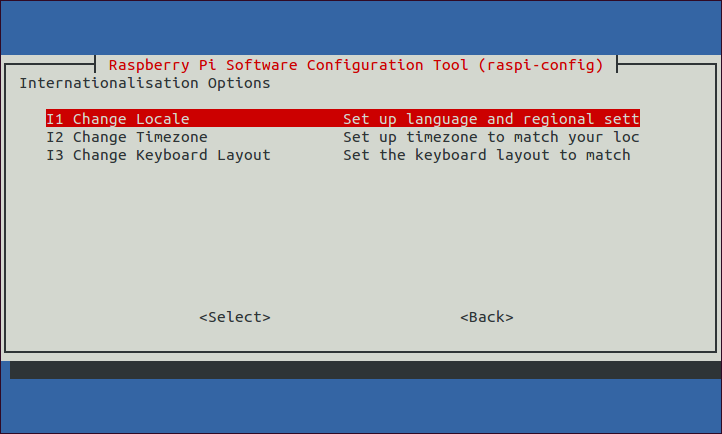 Raspberry Pi Software Configuration Tool (raspi-config)
Internationalisation Options
I1 Change Locale Set up language and regional sett
I2 Change Timezone Set up timezone to match your loc
I3 Change Keyboard Layout Set the keyboard layout to match
<Select> <Back>